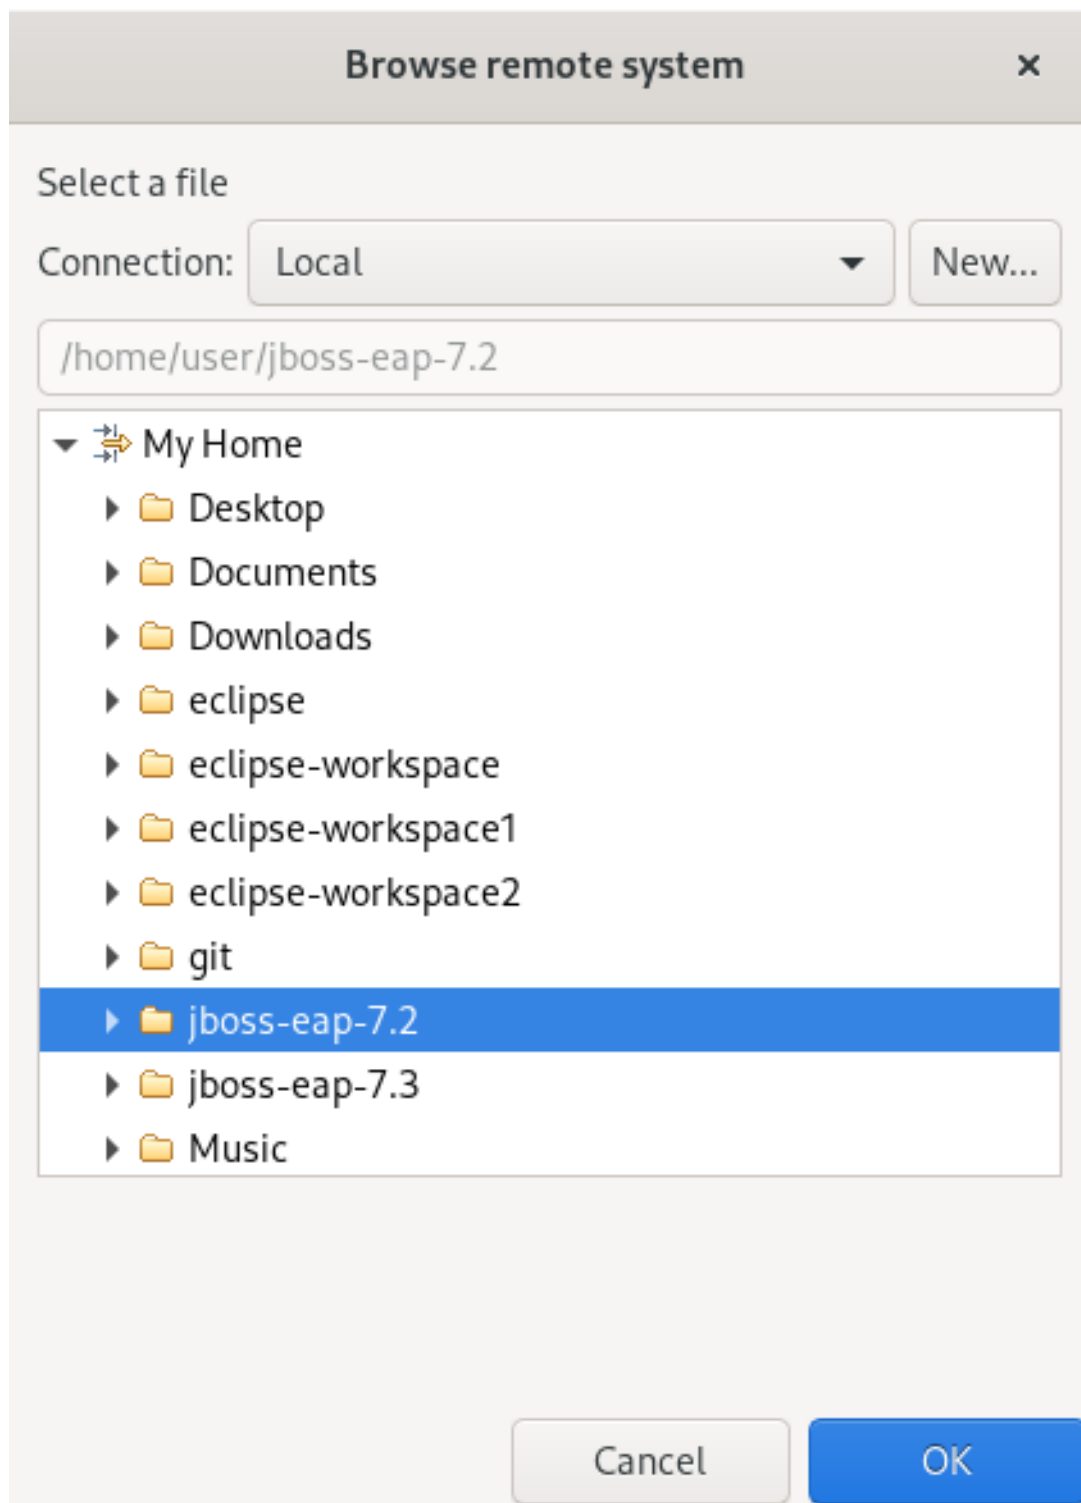 Browse remote system ×
Select a file
Connection: Local New...
/home/user/jboss-eap-7.2
My Home
Desktop
Documents
Downloads
eclipse
eclipse-workspace
eclipse-workspace1
eclipse-workspace2
git
jboss-eap-7.2
jboss-eap-7.3
Music
Cancel OK